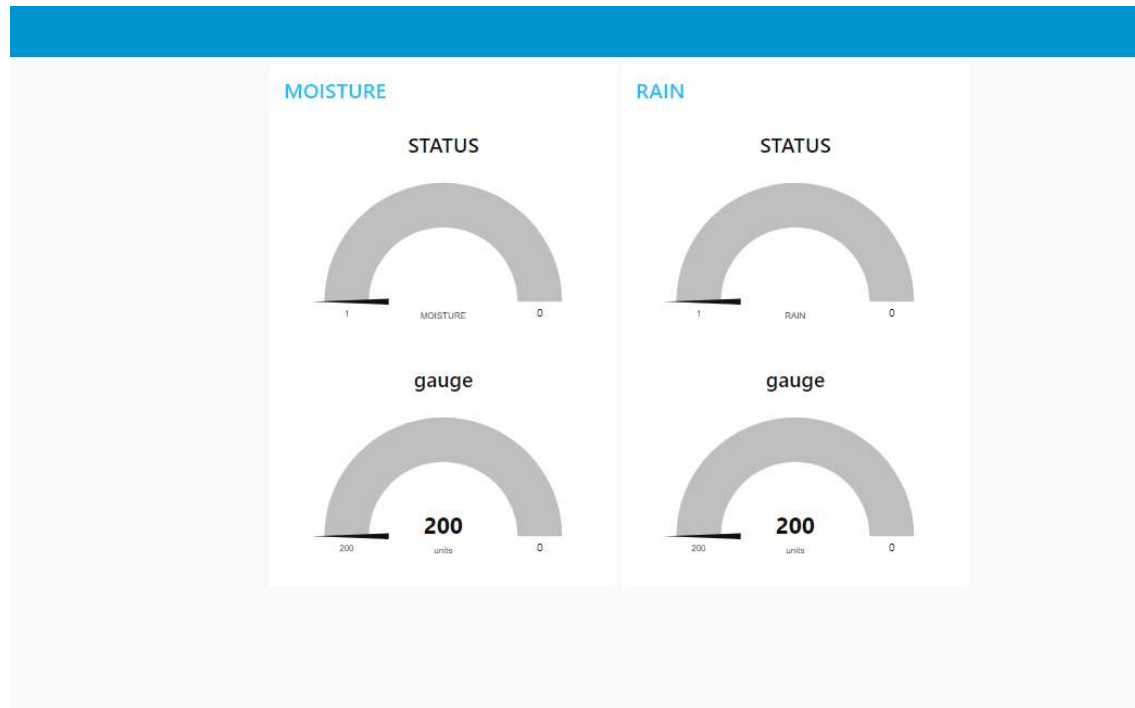 MOISTURE
STATUS
1 MOISTURE 0
gauge
200
200 units 0
RAIN
STATUS
1 RAIN 0
gauge
200
200 units 0